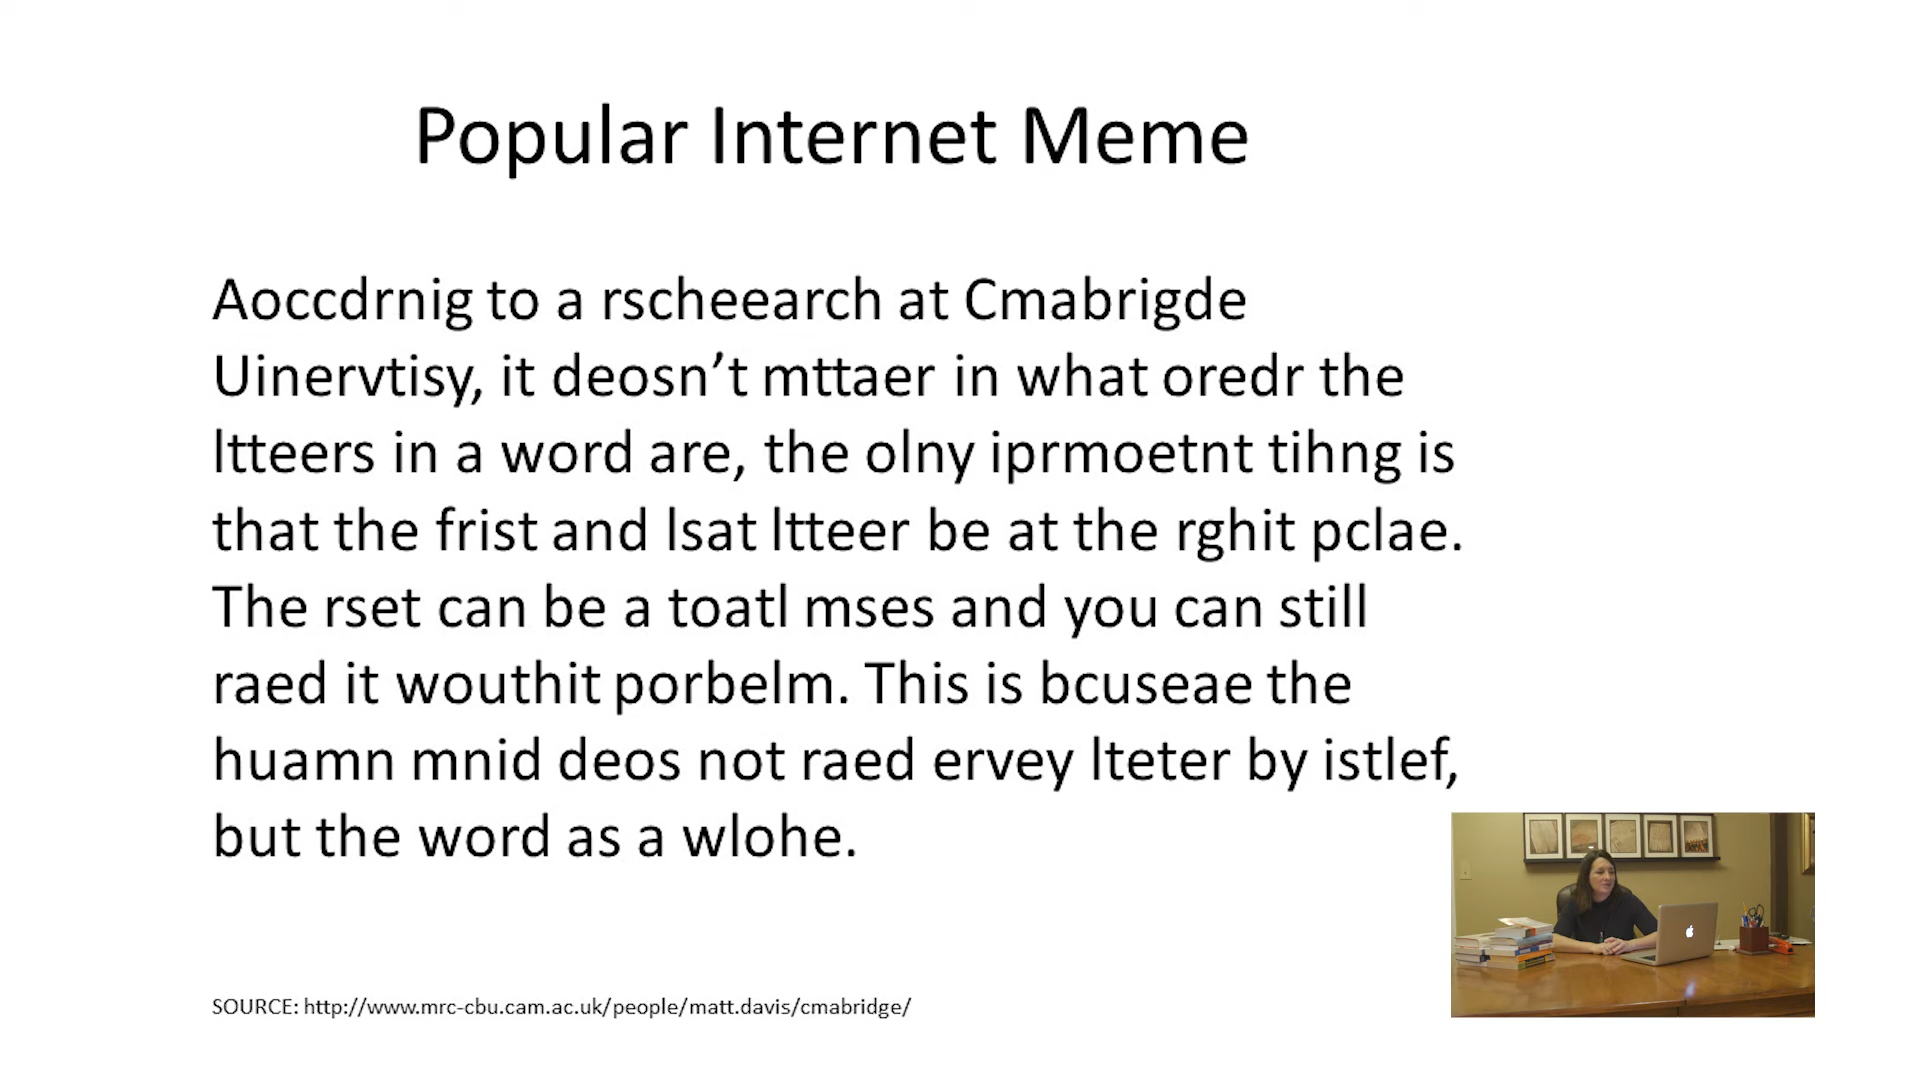 Popular Internet Meme
Aoccdrnig to a rscheearch at Cmabrigde
Uinervtisy, it deosn’t mttaer in what oredr the
ltteers in a word are, the olny iprmoetnt tihng is
that the frist and lsat ltteer be at the rghit pclae.
The rset can be a toatl mses and you can still
raed it wouthit porbelm. This is bcuseae the
huamn mnid deos not raed ervey lteter by istlef,
but the word as a wlohe.
SOURCE: http://www.mrc-cbu.cam.ac.uk/people/matt.davis/cmabridge/